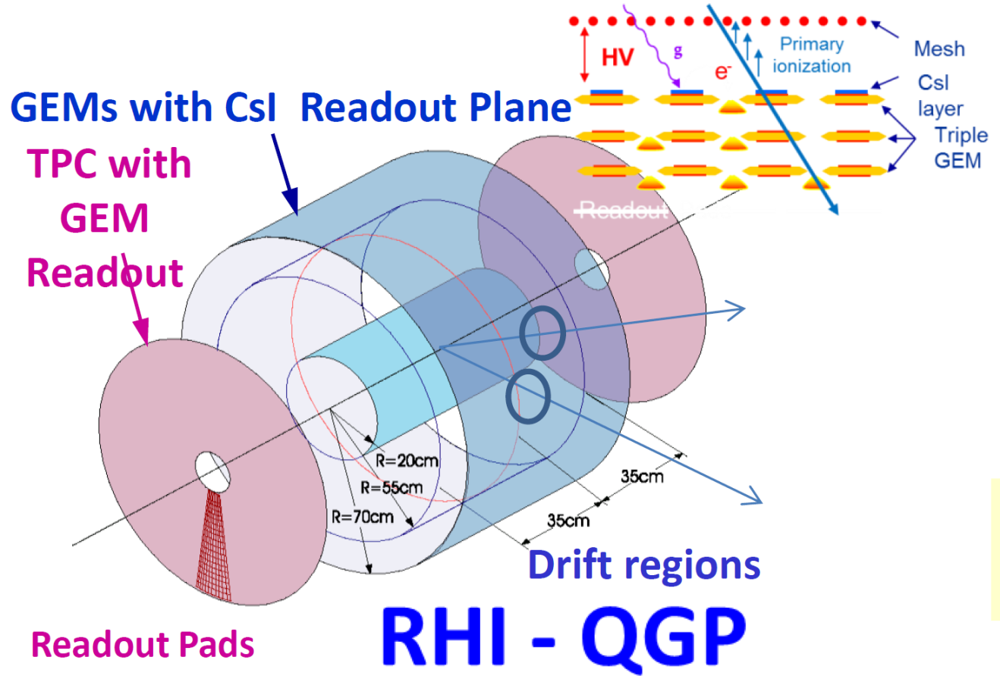 HV
g
e-
Primary
ionization
Mesh
CsI
layer
Triple
GEM
Readout
GEMs with CsI Readout Plane
TPC with
GEM
Readout
R=20cm
R=55cm
R=70cm
35cm
35cm
Drift regions
Readout Pads
RHI - QGP